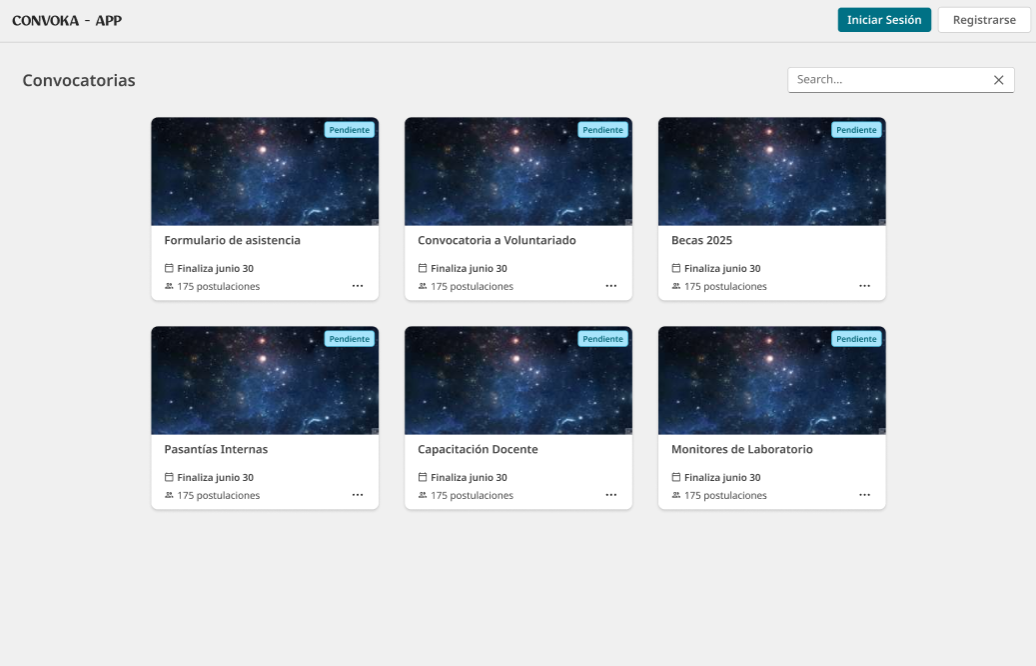 CONVOKA - APP
Iniciar Sesión
Registrarse
Convocatorias
Search...
Pendiente
Pendiente
Pendiente
Formulario de asistencia
Convocatoria a Voluntariado
Becas 2025
Finaliza junio 30
Finaliza junio 30
Finaliza junio 30
175 postulaciones
175 postulaciones
175 postulaciones
Pendiente
Pendiente
Pendiente
Pasantías Internas
Capacitación Docente
Monitores de Laboratorio
Finaliza junio 30
Finaliza junio 30
Finaliza junio 30
175 postulaciones
175 postulaciones
175 postulaciones